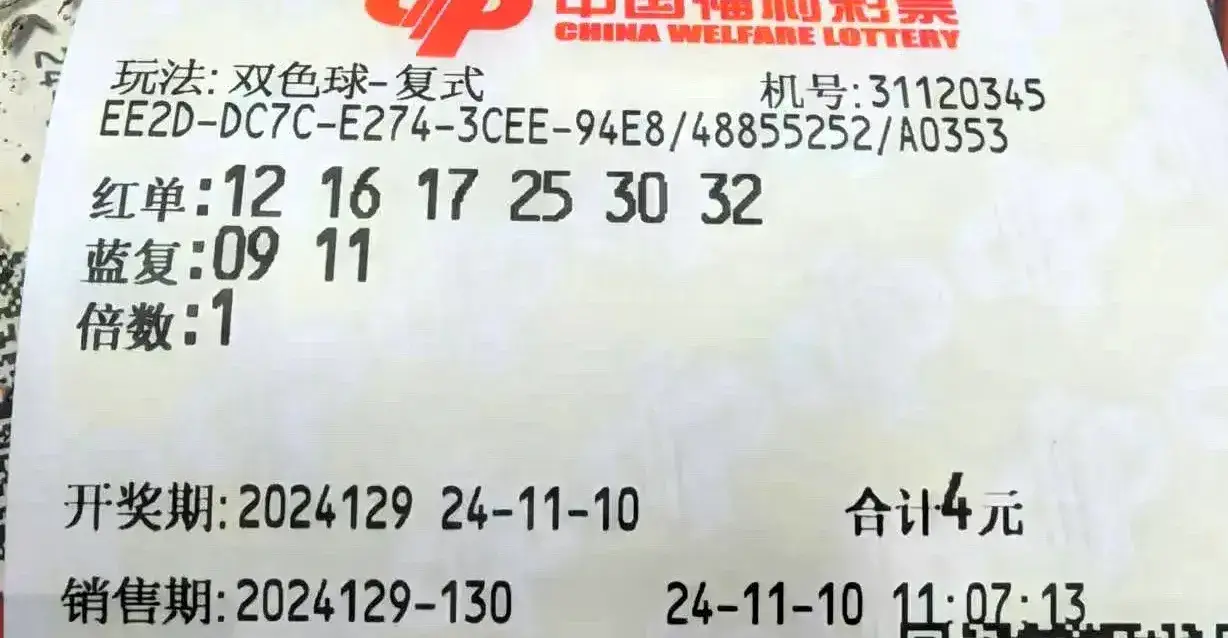 中国福利彩票
CHINA WELFARE LOTTERY
玩法: 双色球-复式 机号:31120345
EE2D-DC7C-E274-3CEE-94E8/48855252/A0353
红单:12 16 17 25 30 32
蓝复:09 11
倍数:1
开奖期:2024129 24-11-10 合计4元
销售期:2024129-130 24-11-10 11:07:13